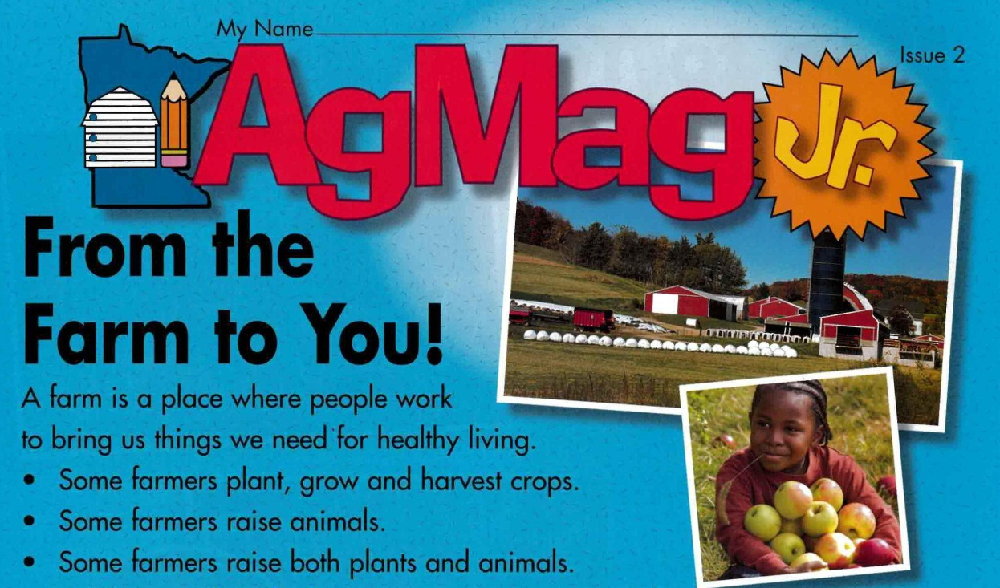 My Name
Issue 2
AgMag
Jr.
From the
Farm to You!
A farm is a place where people work
to bring us things we need for healthy living.
• Some farmers plant, grow and harvest crops.
• Some farmers raise animals.
• Some farmers raise both plants and animals.